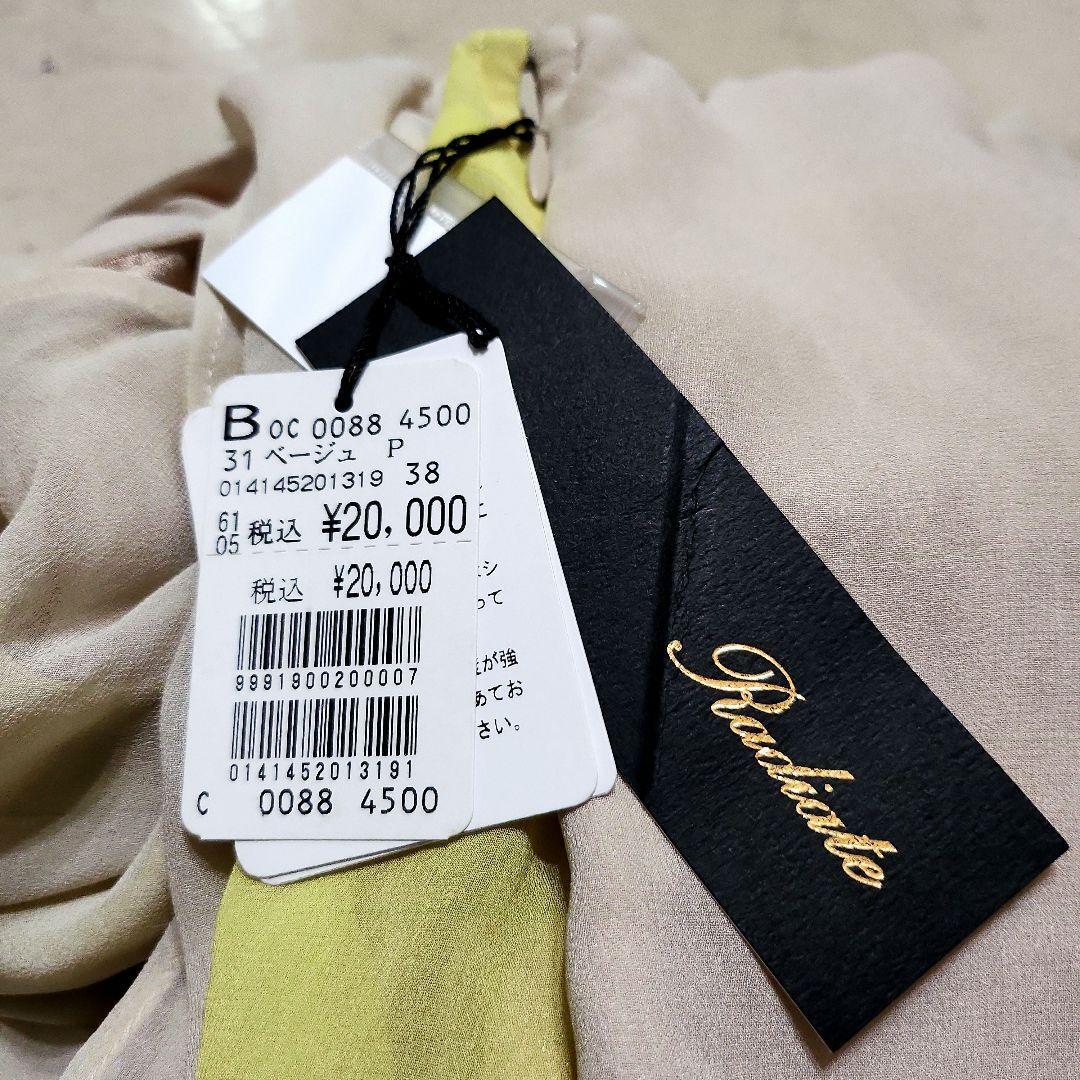 B OC 0088 4500
31 ベージュ P
014145201319 38
61
05 税込 ¥20,000
税込 ¥20,000
9991900200007
0141452013191
C 0088 4500
シ
って
が強
あてお
さい。
Radiate